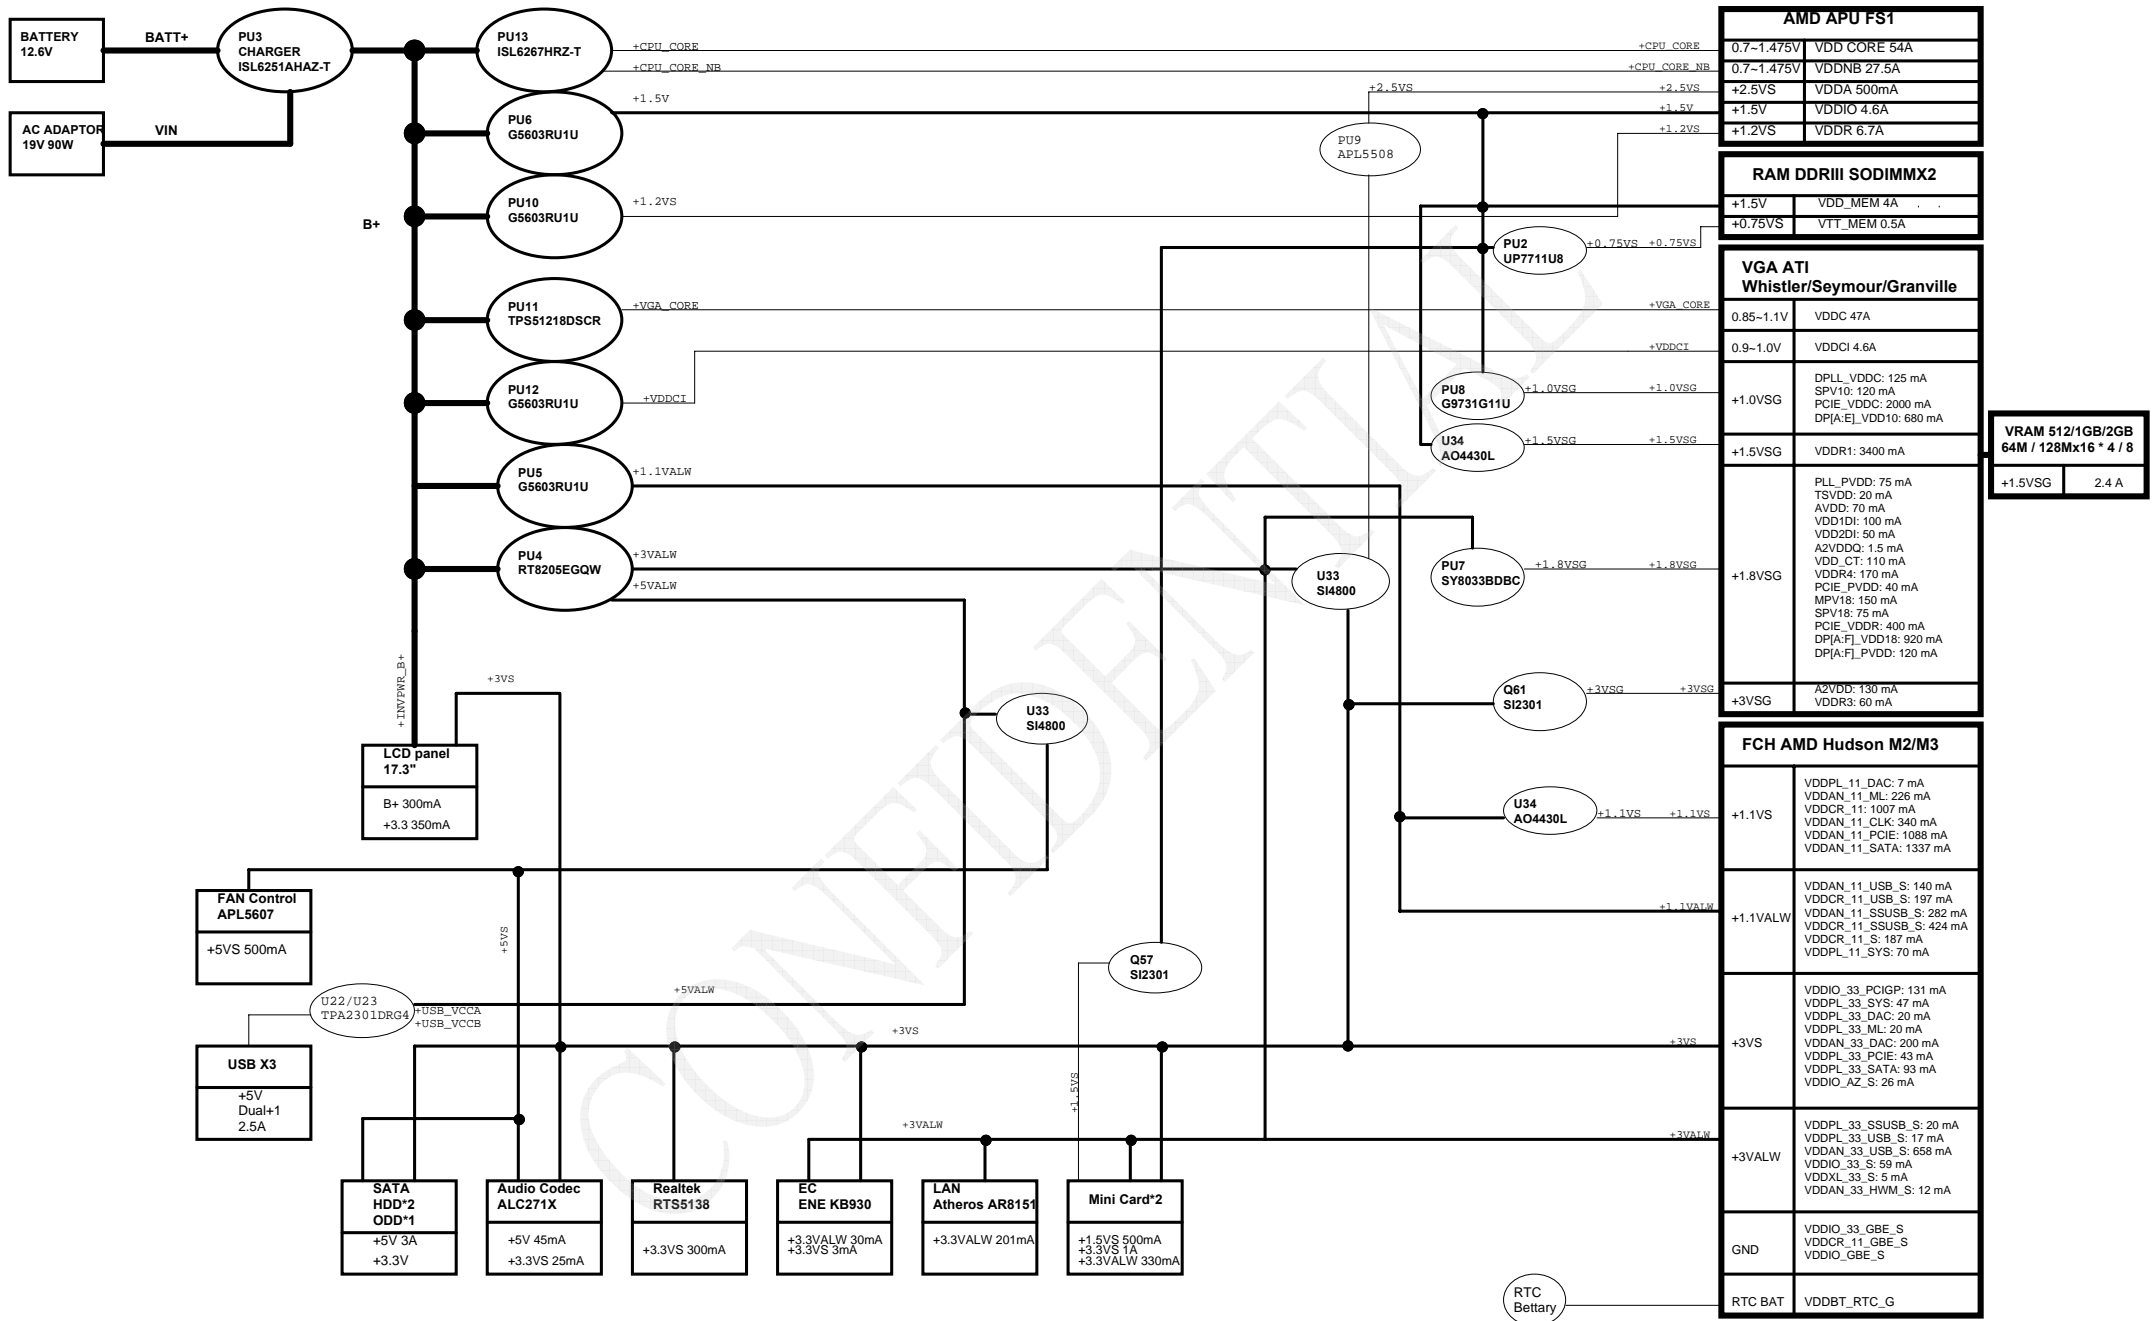 BATTERY
12.6V
BATT+
PU3
CHARGER
ISL6251AHAZ-T
AC ADAPTOR
19V 90W
VIN
B+
PU13
ISL6267HRZ-T
+CPU_CORE
+CPU_CORE
+CPU_CORE_NB
+CPU_CORE_NB
PU6
G5603RU1U
+1.5V
+1.5V
+2.5VS
+2.5VS
PU9
APL5508
PU10
G5603RU1U
+1.2VS
+1.2VS
PU2
UP7711U8
+0.75VS
+0.75VS
PU11
TPS51218DSCR
+VGA_CORE
+VGA_CORE
PU12
G5603RU1U
+VDDCI
+VDDCI
PU8
G9731G11U
+1.0VSG
+1.0VSG
U34
AO4430L
+1.5VSG
+1.5VSG
PU5
G5603RU1U
+1.1VALW
PU4
RT8205EGQW
+3VALW
+5VALW
U33
SI4800
PU7
SY8033BDBC
+1.8VSG
+1.8VSG
+INVPWR_B+
+3VS
U33
SI4800
Q61
SI2301
+3VSG
+3VSG
LCD panel
17.3"
B+ 300mA
+3.3 350mA
U34
AO4430L
+1.1VS
+1.1VS
FAN Control
APL5607
+5VS 500mA
+5VS
+1.1VALW
Q57
SI2301
U22/U23
TPA2301DRG4
+5VALW
+USB_VCCA
+USB_VCCB
+3VS
+3VS
USB X3
+5V
Dual+1
2.5A
+1.5VS
+3VALW
+3VALW
SATA
HDD*2
ODD*1
+5V 3A
+3.3V
Audio Codec
ALC271X
+5V 45mA
+3.3VS 25mA
Realtek
RTS5138
+3.3VS 300mA
EC
ENE KB930
+3.3VALW 30mA
+3.3VS 3mA
LAN
Atheros AR8151
+3.3VALW 201mA
Mini Card*2
+1.5VS 500mA
+3.3VS 1A
+3.3VALW 330mA
RTC
Bettary
AMD APU FS1
0.7~1.475V VDD CORE 54A
0.7~1.475V VDDNB 27.5A
+2.5VS VDDA 500mA
+1.5V VDDIO 4.6A
+1.2VS VDDR 6.7A
RAM DDRIII SODIMMX2
+1.5V VDD_MEM 4A . .
+0.75VS VTT_MEM 0.5A
VGA ATI
Whistler/Seymour/Granville
0.85~1.1V VDDC 47A
0.9~1.0V VDDCI 4.6A
+1.0VSG
DPLL_VDDC: 125 mA
SPV10: 120 mA
PCIE_VDDC: 2000 mA
DP[A:E]_VDD10: 680 mA
+1.5VSG VDDR1: 3400 mA
+1.8VSG
PLL_PVDD: 75 mA
TSVDD: 20 mA
AVDD: 70 mA
VDD1DI: 100 mA
VDD2DI: 50 mA
A2VDDQ: 1.5 mA
VDD_CT: 110 mA
VDDR4: 170 mA
PCIE_PVDD: 40 mA
MPV18: 150 mA
SPV18: 75 mA
PCIE_VDDR: 400 mA
DP[A:F]_VDD18: 920 mA
DP[A:F]_PVDD: 120 mA
+3VSG
A2VDD: 130 mA
VDDR3: 60 mA
VRAM 512/1GB/2GB
64M / 128Mx16 * 4 / 8
+1.5VSG 2.4 A
FCH AMD Hudson M2/M3
+1.1VS
VDDPL_11_DAC: 7 mA
VDDAN_11_ML: 226 mA
VDDCR_11: 1007 mA
VDDAN_11_CLK: 340 mA
VDDAN_11_PCIE: 1088 mA
VDDAN_11_SATA: 1337 mA
+1.1VALW
VDDAN_11_USB_S: 140 mA
VDDCR_11_USB_S: 197 mA
VDDAN_11_SSUSB_S: 282 mA
VDDCR_11_SSUSB_S: 424 mA
VDDCR_11_S: 187 mA
VDDPL_11_SYS: 70 mA
+3VS
VDDIO_33_PCIGP: 131 mA
VDDPL_33_SYS: 47 mA
VDDPL_33_DAC: 20 mA
VDDPL_33_ML: 20 mA
VDDAN_33_DAC: 200 mA
VDDPL_33_PCIE: 43 mA
VDDPL_33_SATA: 93 mA
VDDIO_AZ_S: 26 mA
+3VALW
VDDPL_33_SSUSB_S: 20 mA
VDDPL_33_USB_S: 17 mA
VDDAN_33_USB_S: 658 mA
VDDIO_33_S: 59 mA
VDDXL_33_S: 5 mA
VDDAN_33_HWM_S: 12 mA
GND
VDDIO_33_GBE_S
VDDCR_11_GBE_S
VDDIO_GBE_S
RTC BAT VDDBT_RTC_G
CONFIDENTIAL